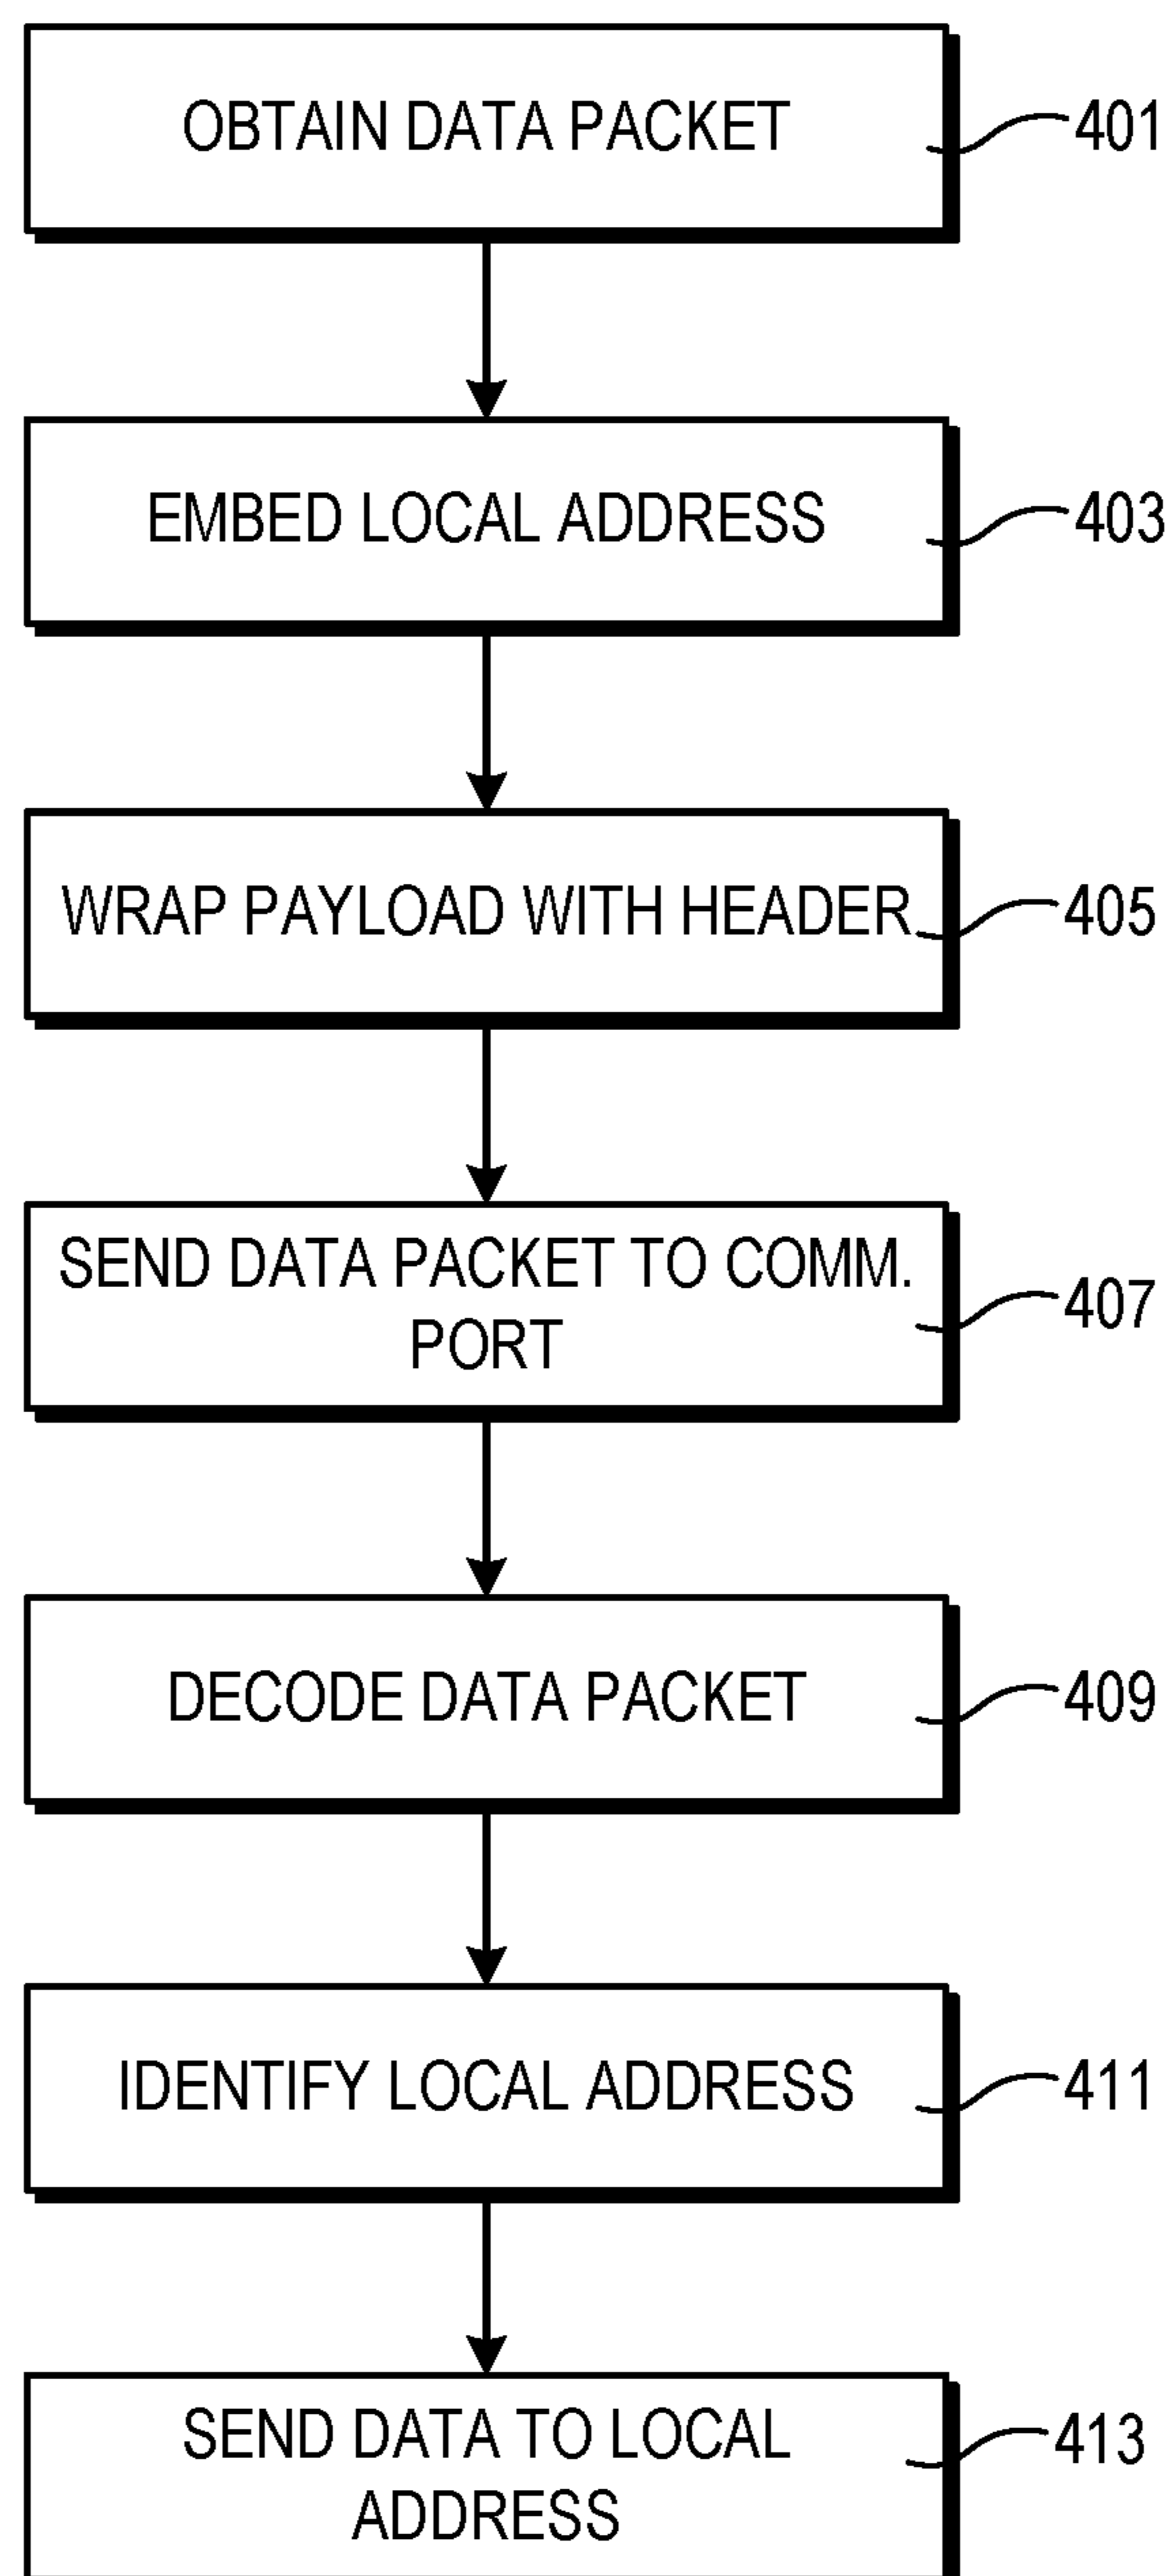 OBTAIN DATA PACKET
401
EMBED LOCAL ADDRESS
403
WRAP PAYLOAD WITH HEADER
405
SEND DATA PACKET TO COMM.
PORT
407
DECODE DATA PACKET
409
IDENTIFY LOCAL ADDRESS
411
SEND DATA TO LOCAL
ADDRESS
413